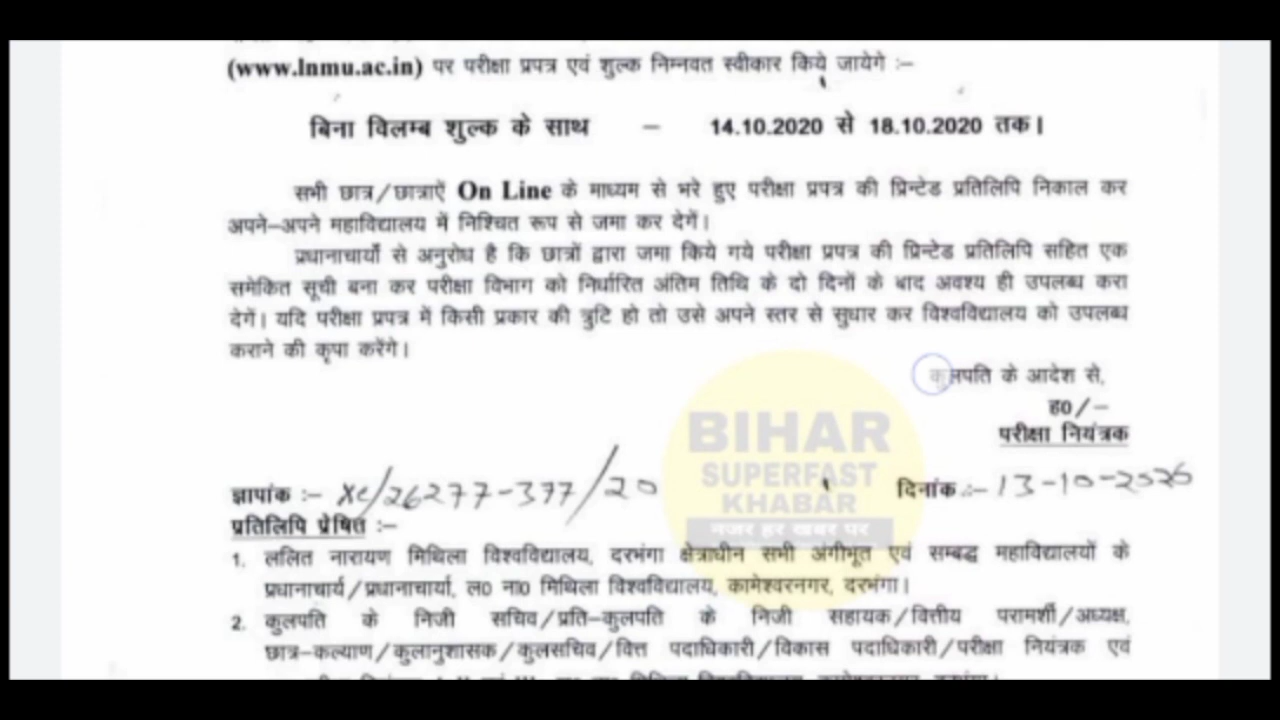 (www.lnmu.ac.in) पर परीक्षा प्रपत्र एवं शुल्क निम्नवत स्वीकार किये जायेगे :–
बिना विलम्ब शुल्क के साथ – 14.10.2020 से 18.10.2020 तक।
सभी छात्र/छात्राऐं On Line के माध्यम से भरे हुए परीक्षा प्रपत्र की प्रिन्टेड प्रतिलिपि निकाल कर
अपने–अपने महाविद्यालय में निश्चित रूप से जमा कर देगें।
प्रधानाचार्यों से अनुरोध है कि छात्रों द्वारा जमा किये गये परीक्षा प्रपत्र की प्रिन्टेड प्रतिलिपि सहित एक
समेकित सूची बना कर परीक्षा विभाग को निर्धारित अंतिम तिथि के दो दिनों के बाद अवश्य ही उपलब्ध करा
देगें। यदि परीक्षा प्रपत्र में किसी प्रकार की त्रुटि हो तो उसे अपने स्तर से सुधार कर विश्वविद्यालय को उपलब्ध
कराने की कृपा करेंगे।
कुलपति के आदेश से,
ह0/–
परीक्षा नियंत्रक
BIHAR
SUPERFAST
KHABAR
नजर हर खबर पर
ज्ञापांक :– /26277-377/20 दिनांक :– 13-10-2020
प्रतिलिपि प्रेषित :–
1. ललित नारायण मिथिला विश्वविद्यालय, दरभंगा क्षेत्राधीन सभी अंगीभूत एवं सम्बद्ध महाविद्यालयों के
प्रधानाचार्य/प्रधानाचार्या, ल0 ना0 मिथिला विश्वविद्यालय, कामेश्वरनगर, दरभंगा।
2. कुलपति के निजी सचिव/प्रति–कुलपति के निजी सहायक/वित्तीय परामर्शी/अध्यक्ष,
छात्र–कल्याण/कुलानुशासक/कुलसचिव/वित्त पदाधिकारी/विकास पदाधिकारी/परीक्षा नियंत्रक एवं